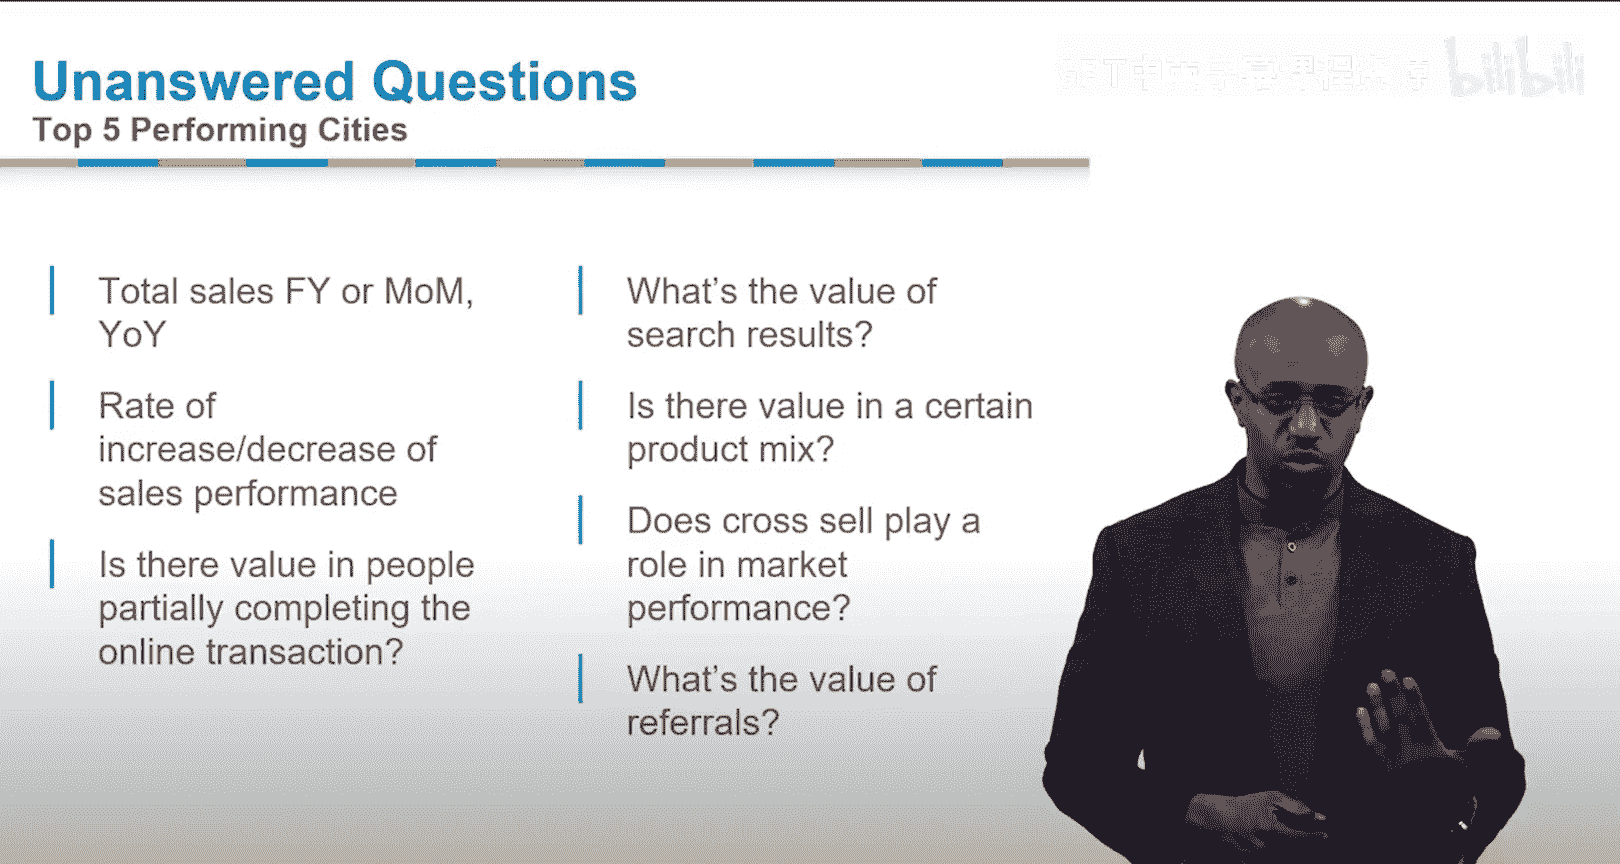 Unanswered Questions
Top 5 Performing Cities
Total sales FY or MoM,
YoY
Rate of
increase/decrease of
sales performance
Is there value in people
partially completing the
online transaction?
What's the value of
search results?
Is there value in a certain
product mix?
Does cross sell play a
role in market
performance?
What's the value of
referrals?
bilibili